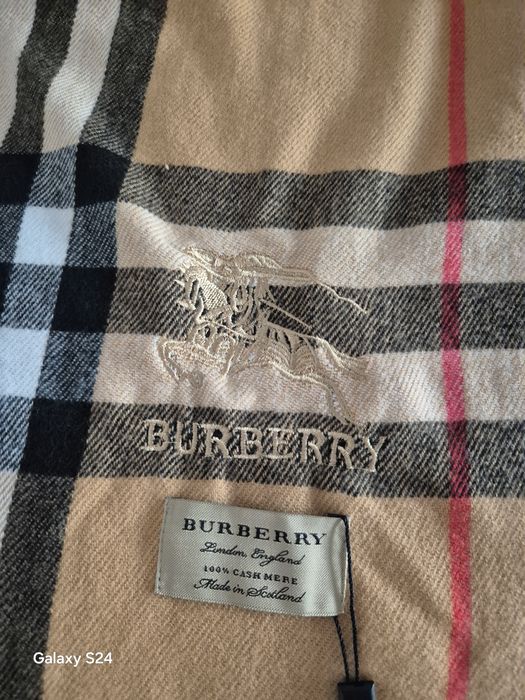 BURBERRY
BURBERRY
London, England
100% CASHMERE
Made in Scotland
Galaxy S24